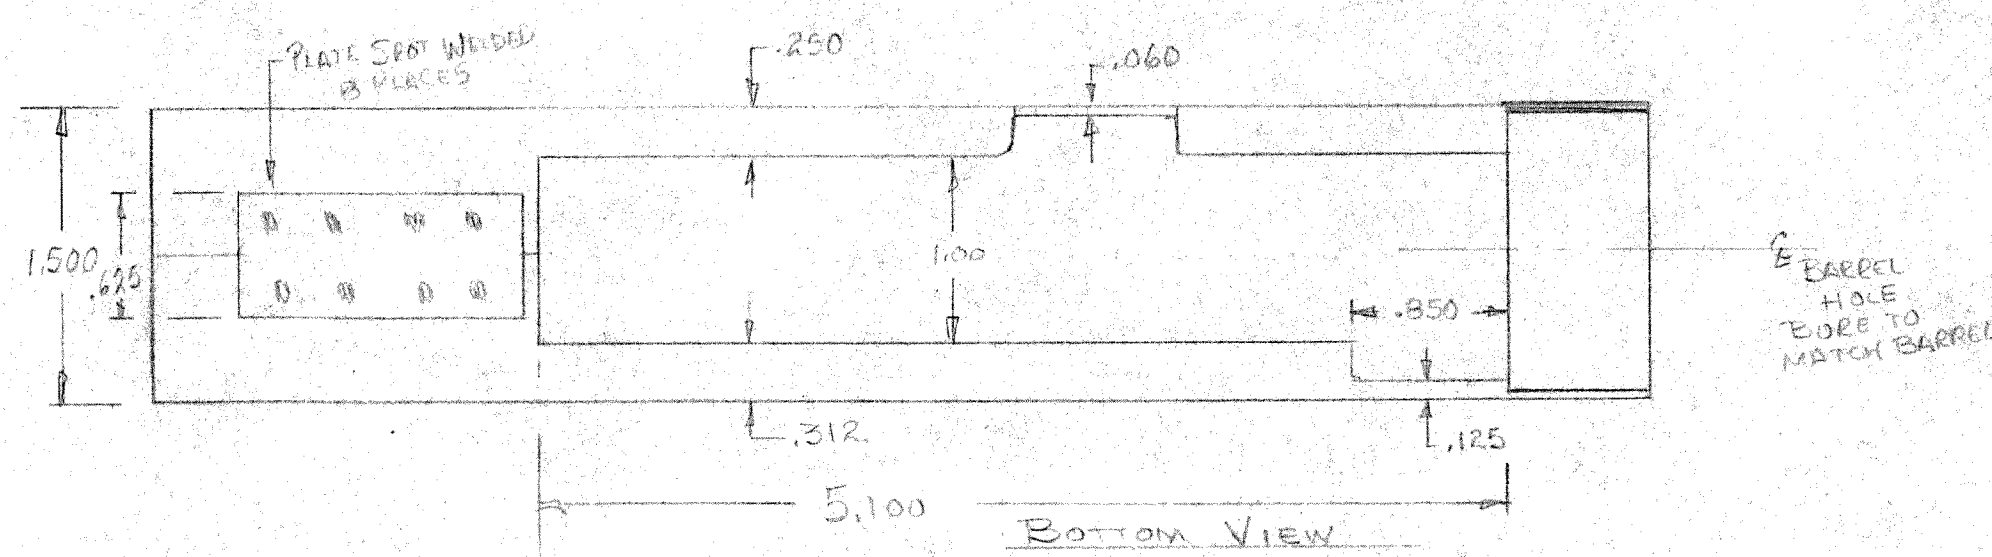 PLATE SPOT WELDED
8 PLACES
.250
.060
1.500
.625
1.00
.850
℄
BARREL
HOLE
BORE TO
MATCH BARREL
.312
.125
5.100
BOTTOM VIEW